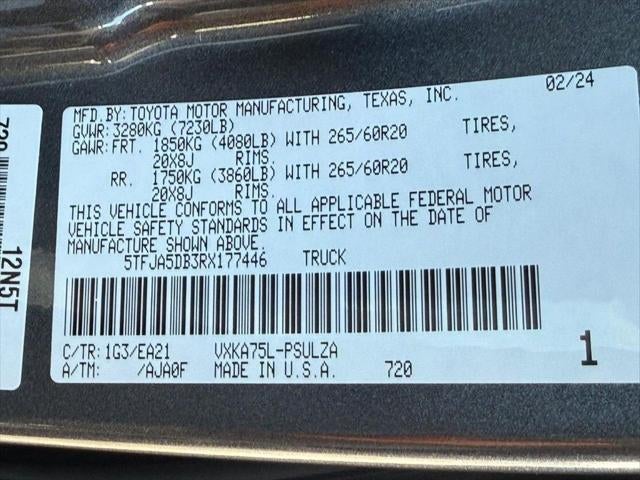 02/24
MFD.BY: TOYOTA MOTOR MANUFACTURING, TEXAS, INC.
GVWR: 3280KG (7230LB)
GAWR: FRT. 1850KG (4080LB) WITH 265/60R20 TIRES,
20X8J RIMS.
RR. 1750KG (3860LB) WITH 265/60R20 TIRES,
20X8J RIMS.
THIS VEHICLE CONFORMS TO ALL APPLICABLE FEDERAL MOTOR
VEHICLE SAFETY STANDARDS IN EFFECT ON THE DATE OF
MANUFACTURE SHOWN ABOVE.
5TFJA5DB3RX177446 TRUCK
C/TR: 1G3/EA21 VXKA75L-PSULZA
A/TM: /AJA0F MADE IN U.S.A. 720
1
720
12N5T